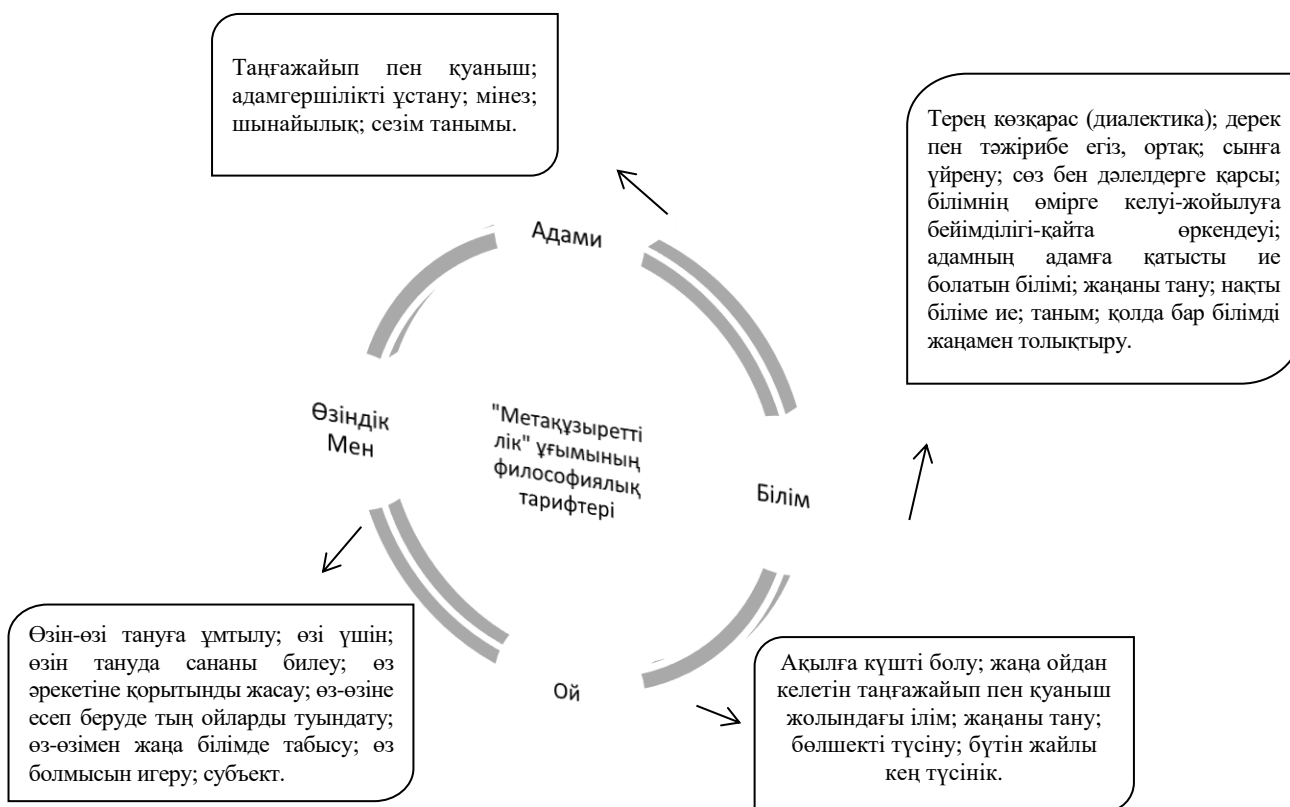 Таңғажайып пен қуаныш;
адамгершілікті ұстану; мінез;
шынайылық; сезім танымы.
Терең көзқарас (диалектика); дерек
пен тәжірибе егіз, ортақ; сынға
үйрену; сөз бен дәлелдерге қарсы;
білімнің өмірге келуі-жойылуға
бейімділігі-қайта өркендеуі;
адамның адамға қатысты ие
болатын білімі; жаңаны тану; нақты
біліме ие; таным; қолда бар білімді
жаңамен толықтыру.
Адами
Өзіндік
Мен
"Метақұзыретті
лік" ұғымының
философиялық
тарифтері
Білім
Ой
Өзін-өзі тануға ұмтылу; өзі үшін;
өзін тануда сананы билеу; өз
әрекетіне қорытынды жасау; өз-өзіне
есеп беруде тың ойларды туындату;
өз-өзімен жаңа білімде табысу; өз
болмысын игеру; субъект.
Ақылға күшті болу; жаңа ойдан
келетін таңғажайып пен қуаныш
жолындағы ілім; жаңаны тану;
бөлшекті түсіну; бүтін жайлы
кең түсінік.